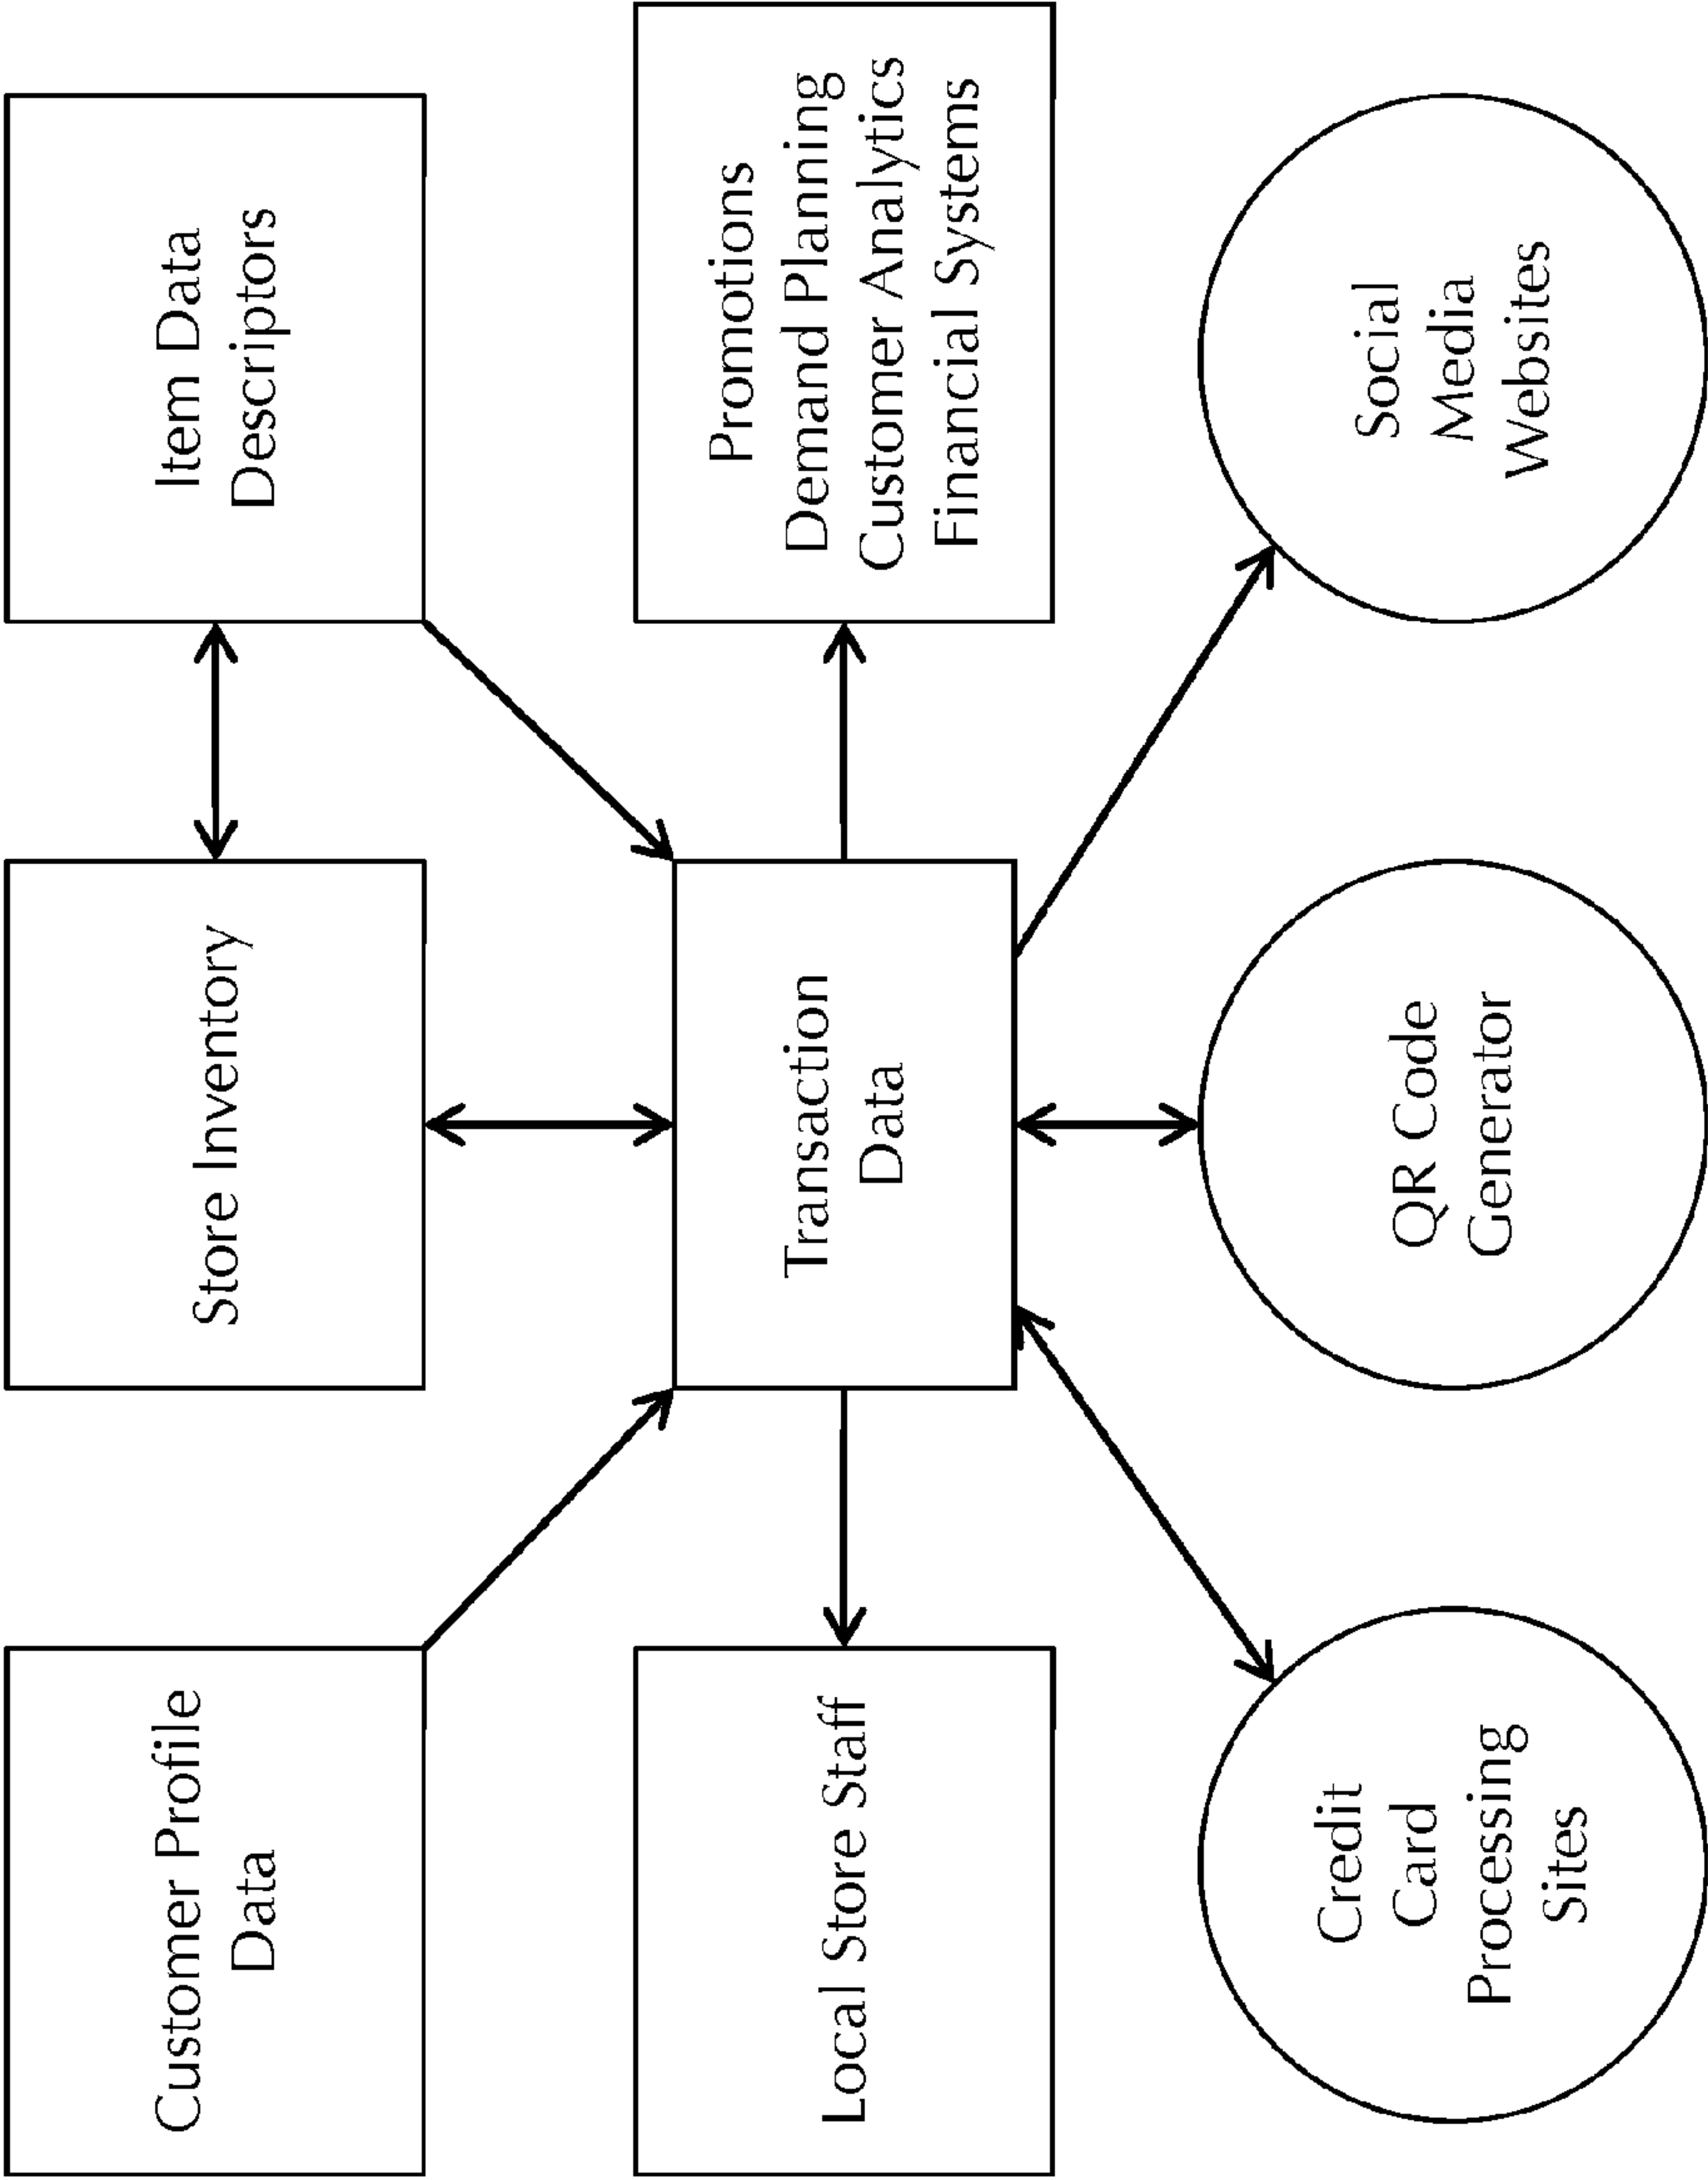 Customer Profile
Data
Store Inventory
Item Data
Descriptors
Local Store Staff
Transaction
Data
Promotions
Demand Planning
Customer Analytics
Financial Systems
Credit
Card
Processing
Sites
QR Code
Generator
Social
Media
Websites